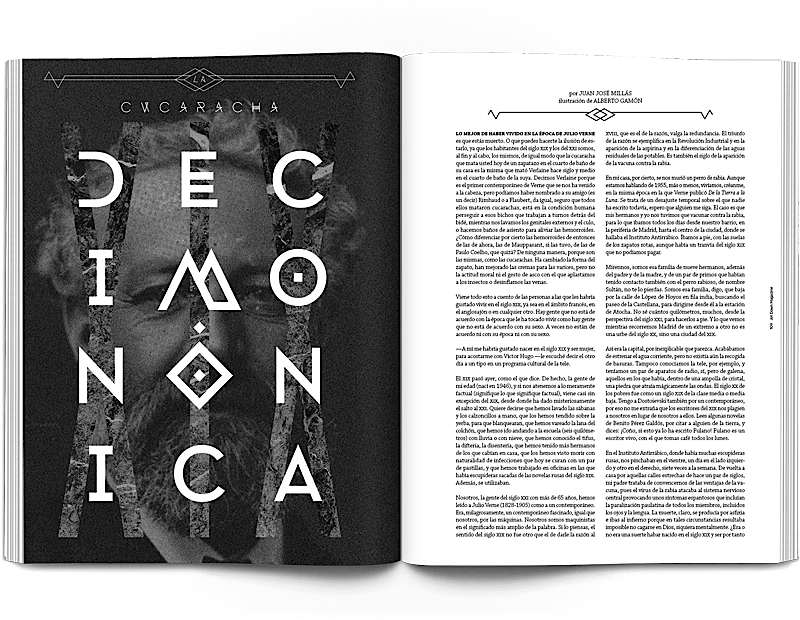 LA
CVCARACHA
DEC
IMO
NÓN
ICA
por JUAN JOSÉ MILLÁS
ilustración de ALBERTO GAMÓN
LO MEJOR DE HABER VIVIDO EN LA ÉPOCA DE JULIO VERNE
es que estás muerto. O que puedes hacerte la ilusión de es-
tarlo, ya que los habitantes del siglo XIX y los del XXI somos,
al fin y al cabo, los mismos, de igual modo que la cucaracha
que mata usted hoy de un zapatazo en el cuarto de baño de
su casa es la misma que mató Verlaine hace siglo y medio
en el cuarto de baño de la suya. Decimos Verlaine porque
es el primer contemporáneo de Verne que se nos ha venido
a la cabeza, pero podíamos haber nombrado a su amigo (es
un decir) Rimbaud o a Flaubert, da igual, seguro que todos
ellos mataron cucarachas, está en la condición humana
perseguir a esos bichos que trabajan a turnos detrás del
bidé, mientras nos lavamos los genitales externos y el culo,
o hacemos baños de asiento para aliviar las hemorroides.
¿Cómo diferenciar por cierto las hemorroides de entonces
de las de ahora, las de Maupassant, si las tuvo, de las de
Paulo Coelho, que quizá? De ninguna manera, porque son
las mismas, como las cucarachas. Ha cambiado la forma del
zapato, han mejorado las cremas para las varices, pero no
la actitud moral ni el gesto de asco con el que aplastamos
a los insectos o desinflamos las venas.
Viene todo esto a cuento de las personas a las que les habría
gustado vivir en el siglo XIX, ya sea en el ámbito francés, en
el anglosajón o en cualquier otro. Hay gente que no está de
acuerdo con la época que le ha tocado vivir como hay gente
que no está de acuerdo con su sexo. A veces no están de
acuerdo ni con la época ni con el sexo.
—A mí me habría gustado nacer en el siglo XIX y ser mujer,
para acostarme con Victor Hugo —le escuché decir el otro
día a un tipo en un programa cultural de la tele.
El XIX pasó ayer, como el que dice. De hecho, la gente de
mi edad (nací en 1946), y si nos atenemos a lo meramente
factual (signifique lo que signifique factual), viene casi sin
excepción del XIX, desde donde ha dado misteriosamente
el salto al XXI. Quiere decirse que hemos lavado las sábanas
y los calzoncillos a mano, que los hemos tendido sobre la
yerba, para que blanquearan, que hemos vareado la lana del
colchón, que hemos ido andando a la escuela (seis quilóme-
tros) con lluvia o con nieve, que hemos conocido el tifus,
la difteria, la disentería, que hemos tenido más hermanos
de los que cabían en casa, que los hemos visto morir con
naturalidad de infecciones que hoy se curan con un par de
pastillas, y que hemos trabajado en oficinas en las que
había escupideras sacadas de las novelas rusas del siglo XIX.
Además, se utilizaban.
Nosotros, la gente del siglo XXI con más de 65 años, hemos
leído a Julio Verne (1828-1905) como a un contemporáneo.
Era, milagrosamente, un contemporáneo fascinado, igual que
nosotros, por las máquinas. Nosotros somos maquinistas
en el significado más amplio de la palabra. Si lo piensas, el
sentido del siglo XIX no fue otro que el de darle la razón al
XVIII, que es el de la razón, valga la redundancia. El triunfo
de la razón se ejemplifica en la Revolución Industrial y en la
aparición de la aspirina y en la diferenciación de las aguas
residuales de las potables. Es también el siglo de la aparición
de la vacuna contra la rabia.
En mi casa, por cierto, se nos murió un perro de rabia. Aunque
estamos hablando de 1955, más o menos, vivíamos, créanme,
en la misma época en la que Verne publicó De la Tierra a la
Luna. Se trata de un desajuste temporal sobre el que nadie
ha escrito todavía, espero que alguien me siga. El caso es que
mis hermanos y yo nos tuvimos que vacunar contra la rabia,
para lo que íbamos todos los días desde nuestro barrio, en
la periferia de Madrid, hasta el centro de la ciudad, donde se
hallaba el Instituto Antirrábico. Íbamos a pie, con las suelas
de los zapatos rotas, aunque había un tranvía del siglo XIX
que no podíamos pagar.
Mirémonos, somos esa familia de nueve hermanos, además
del padre y de la madre, y de un par de primos que habían
tenido contacto también con el perro rabioso, de nombre
Sultán, no te lo pierdas. Somos esa familia, digo, que baja
por la calle de López de Hoyos en fila india, buscando el
paseo de la Castellana, para dirigirse desde él a la estación
de Atocha. No sé cuántos quilómetros, muchos, desde la
perspectiva del siglo XXI, para hacerlos a pie. Y lo que vemos
mientras recorremos Madrid de un extremo a otro no es
una urbe del siglo XX, sino una ciudad del XIX.
Así era la capital, por inexplicable que parezca. Acabábamos
de estrenar el agua corriente, pero no existía aún la recogida
de basuras. Tampoco conocíamos la tele, por ejemplo, y
teníamos un par de aparatos de radio, sí, pero de galena,
aquellos en los que había, dentro de una ampolla de cristal,
una piedra que atraía mágicamente las ondas. El siglo XX de
los pobres fue como un siglo XIX de la clase media o media
baja. Tengo a Dostoievski también por un contemporáneo,
por eso no me extraña que los escritores del XIX nos plagien
a nosotros en lugar de nosotros a ellos. Lees algunas novelas
de Benito Pérez Galdós, por citar a alguien de la tierra, y
dices: ¡Coño, si esto ya lo ha escrito Fulano! Fulano es un
escritor vivo, con el que tomas café todos los lunes.
En el Instituto Antirrábico, donde había muchas escupideras
rusas, nos pinchaban en el vientre, un día en el lado izquier-
do y otro en el derecho, siete veces a la semana. De vuelta a
casa por aquellas calles estrechas de hace un par de siglos,
mi padre trataba de convencernos de las ventajas de la va-
cuna, pues el virus de la rabia atacaba al sistema nervioso
central provocando unos síntomas espantosos que incluían
la paralización paulatina de todos los miembros, incluidos
los ojos y la lengua. La muerte, claro, se producía por asfixia
e ibas al infierno porque en tales circunstancias resultaba
imposible no cagarse en Dios, siquiera mentalmente. ¿Era o
no era una suerte haber nacido en el siglo XIX y ser por tanto